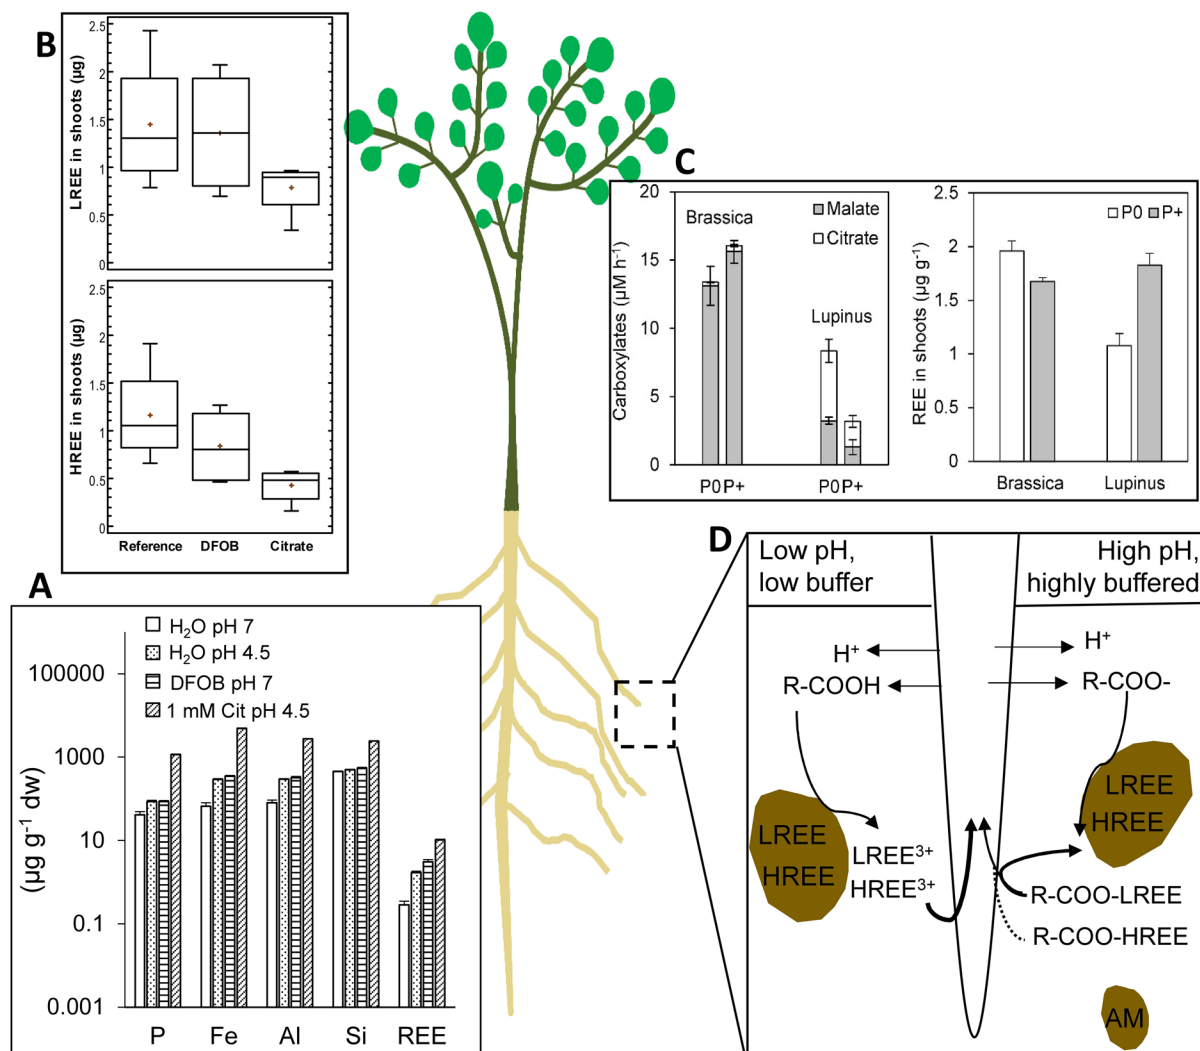 B
LREE in shoots (µg)
2.5
2
1.5
1
0.5
0
HREE in shoots (µg)
2.5
2
1.5
1
0.5
0
Reference DFOB Citrate
C
Carboxylates (µM h⁻¹)
20
15
10
5
0
Malate
Citrate
Brassica
Lupinus
P0 P+ P0 P+
REE in shoots (µg g⁻¹)
2.5
2
1.5
1
0.5
0
P0 P+
Brassica Lupinus
A
(µg g⁻¹ dw)
100000
1000
10
0.1
0.001
H₂O pH 7
H₂O pH 4.5
DFOB pH 7
1 mM Cit pH 4.5
P Fe Al Si REE
D
Low pH,
low buffer
High pH,
highly buffered
H⁺
R-COOH
LREE
HREE
LREE³⁺
HREE³⁺
H⁺
R-COO-
LREE
HREE
R-COO-LREE
R-COO-HREE
AM